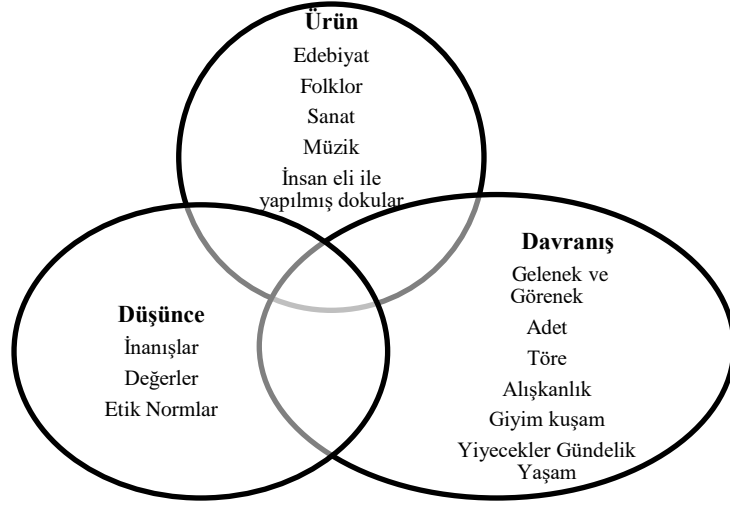 Ürün
Edebiyat
Folklor
Sanat
Müzik
İnsan eli ile
yapılmış dokular
Düşünce
İnanışlar
Değerler
Etik Normlar
Davranış
Gelenek ve
Görenek
Adet
Töre
Alışkanlık
Giyim kuşam
Yiyecekler Gündelik
Yaşam